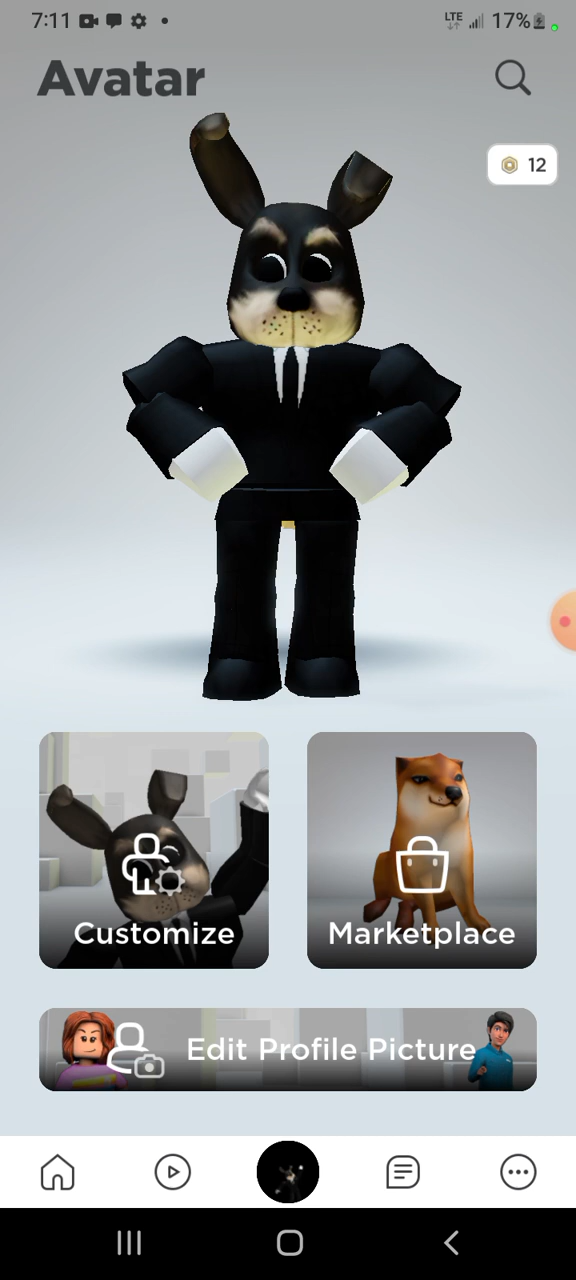 7:11
LTE
17%
Avatar
12
Customize
Marketplace
Edit Profile Picture